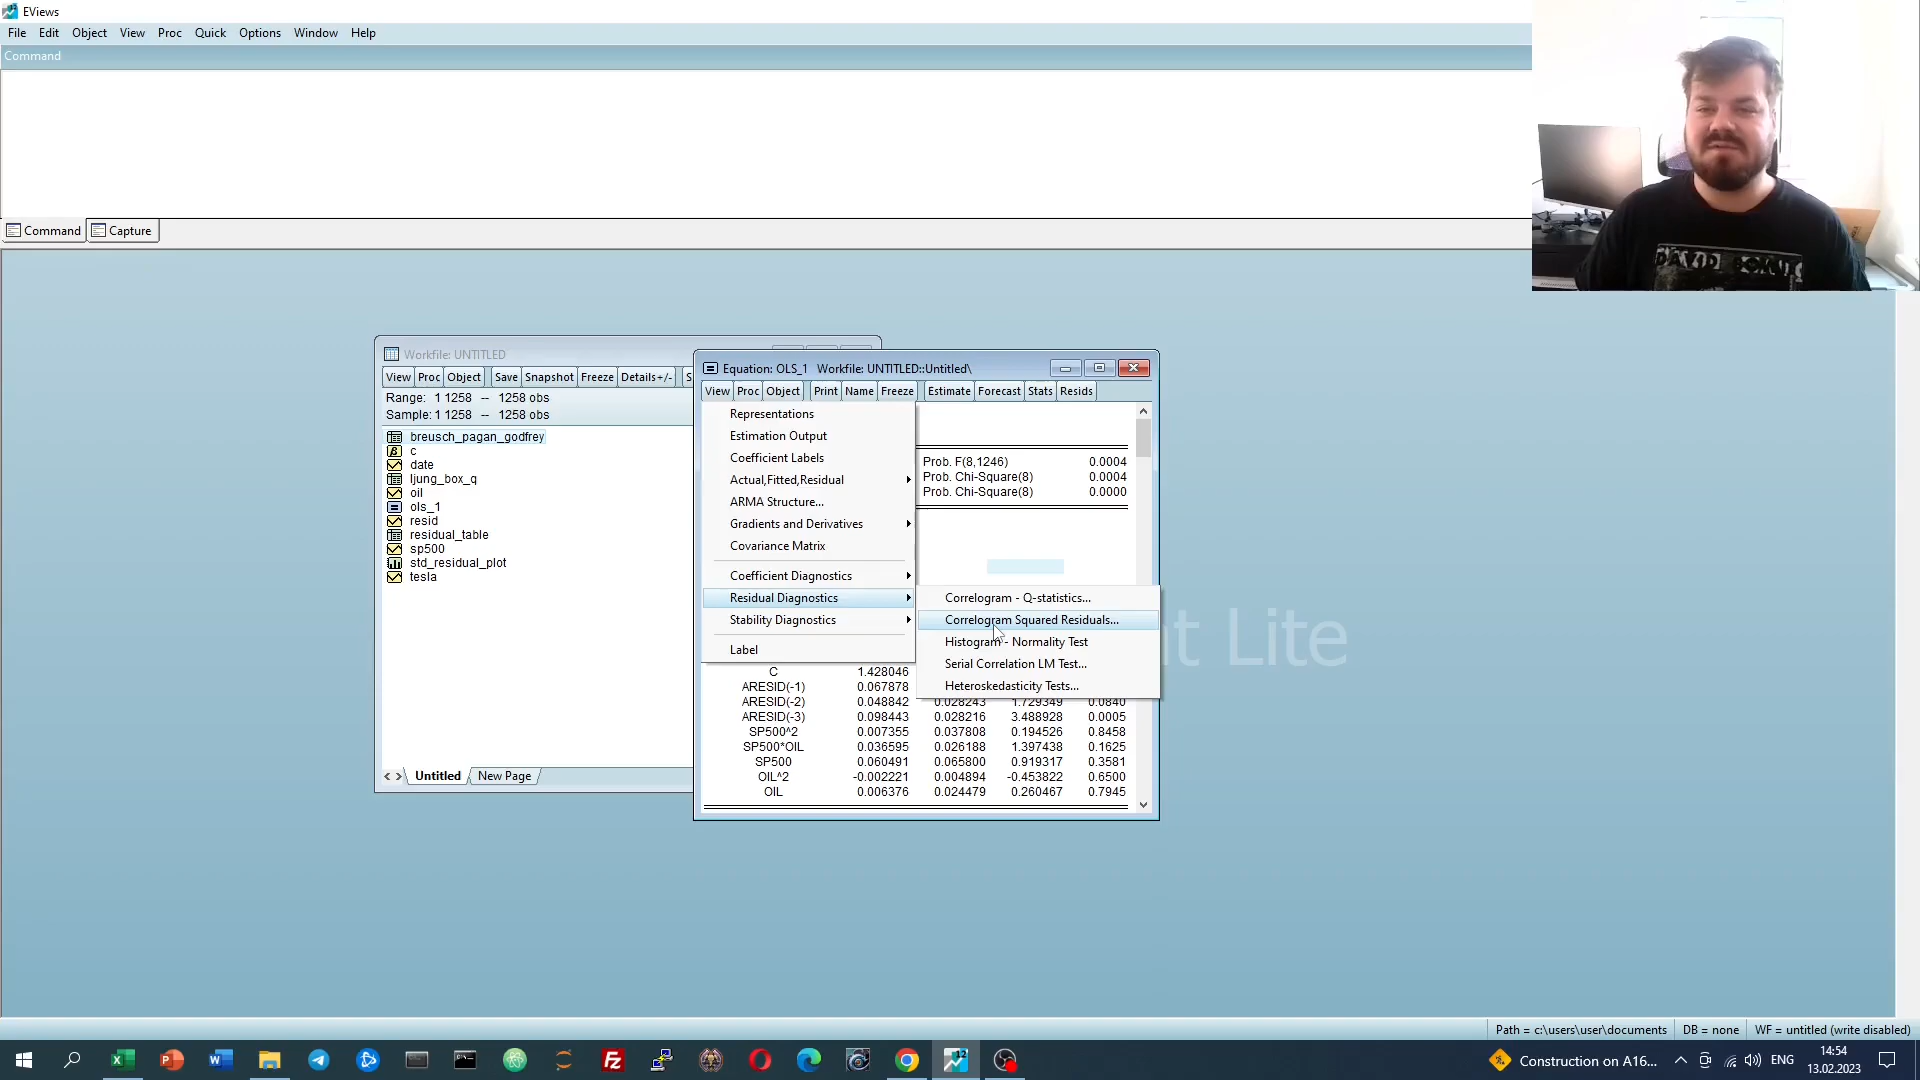 EViews
File Edit Object View Proc Quick Options Window Help
Command
Command Capture
DAVID BOWIE
Workfile: UNTITLED
View Proc Object Save Snapshot Freeze Details+/- S
Range: 1 1258 -- 1258 obs
Sample: 1 1258 -- 1258 obs
breusch_pagan_godfrey
c
date
ljung_box_q
oil
ols_1
resid
residual_table
sp500
std_residual_plot
tesla
< > Untitled New Page
Equation: OLS_1 Workfile: UNTITLED::Untitled\
View Proc Object Print Name Freeze Estimate Forecast Stats Resids
Representations
Estimation Output
Coefficient Labels
Actual,Fitted,Residual
ARMA Structure...
Gradients and Derivatives
Covariance Matrix
Coefficient Diagnostics
Residual Diagnostics
Stability Diagnostics
Label
Prob. F(8,1246) 0.0004
Prob. Chi-Square(8) 0.0004
Prob. Chi-Square(8) 0.0000
Correlogram - Q-statistics...
Correlogram Squared Residuals...
Histogram - Normality Test
Serial Correlation LM Test...
Heteroskedasticity Tests...
C 1.428046
ARESID(-1) 0.067878
ARESID(-2) 0.048842 0.028243 1.729349 0.0840
ARESID(-3) 0.098443 0.028216 3.488928 0.0005
SP500^2 0.007355 0.037808 0.194526 0.8458
SP500*OIL 0.036595 0.026188 1.397438 0.1625
SP500 0.060491 0.065800 0.919317 0.3581
OIL^2 -0.002221 0.004894 -0.453822 0.6500
OIL 0.006376 0.024479 0.260467 0.7945
t Lite
Path = c:\users\user\documents DB = none WF = untitled (write disabled)
Construction on A16... ENG
14:54
13.02.2023